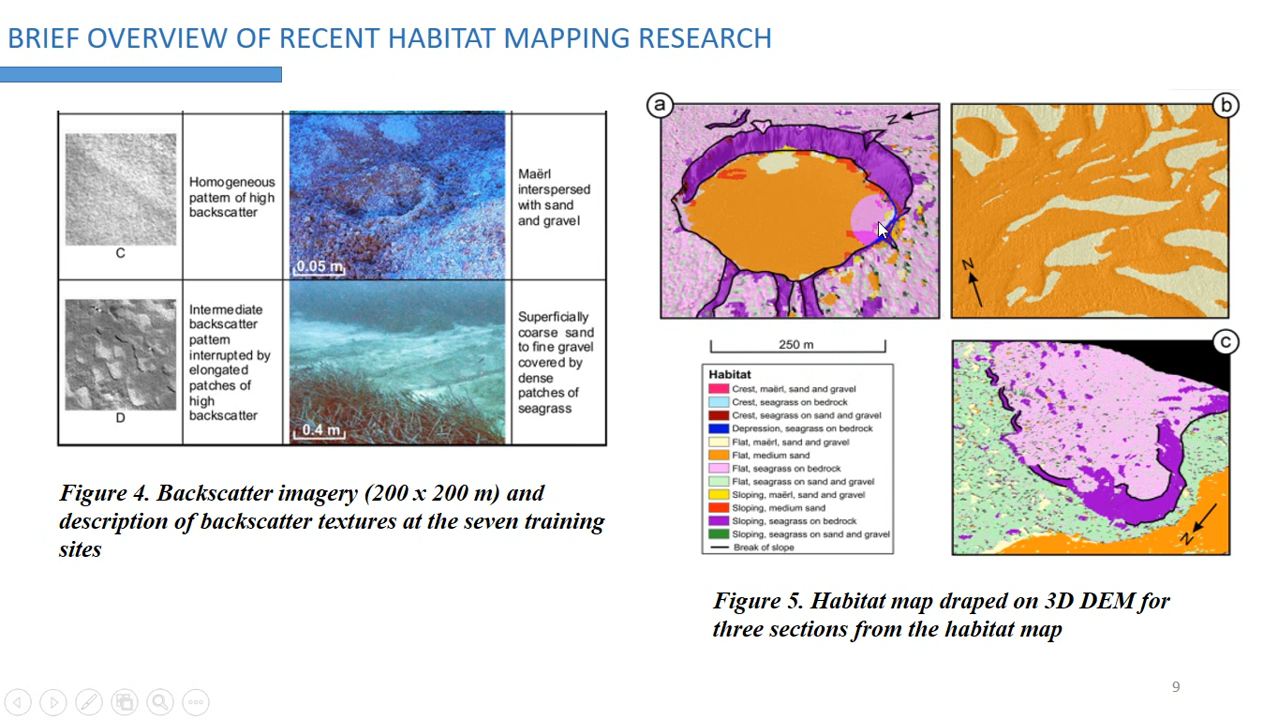 BRIEF OVERVIEW OF RECENT HABITAT MAPPING RESEARCH
C
Homogeneous
pattern of high
backscatter
0.05 m
Maërl
interspersed
with sand
and gravel
D
Intermediate
backscatter
pattern
interrupted by
elongated
patches of
high
backscatter
0.4 m
Superficially
coarse sand
to fine gravel
covered by
dense
patches of
seagrass
Figure 4. Backscatter imagery (200 x 200 m) and
description of backscatter textures at the seven training
sites
a
N
b
N
250 m
Habitat
Crest, maërl, sand and gravel
Crest, seagrass on bedrock
Crest, seagrass on sand and gravel
Depression, seagrass on bedrock
Flat, maërl, sand and gravel
Flat, medium sand
Flat, seagrass on bedrock
Flat, seagrass on sand and gravel
Sloping, maërl, sand and gravel
Sloping, medium sand
Sloping, seagrass on bedrock
Sloping, seagrass on sand and gravel
Break of slope
c
N
Figure 5. Habitat map draped on 3D DEM for
three sections from the habitat map
9